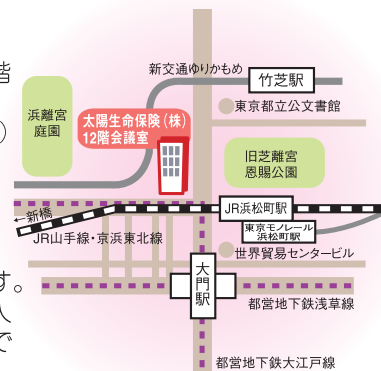 階
新交通ゆりかもめ
竹芝駅
浜離宮
庭園
太陽生命保険(株)
12階会議室
東京都立公文書館
)
旧芝離宮
恩賜公園
←新橋
JR浜松町駅
東京モノレール
浜松町駅
JR山手線・京浜東北線
世界貿易センタービル
大門駅
す。
人
で
都営地下鉄浅草線
都営地下鉄大江戸線